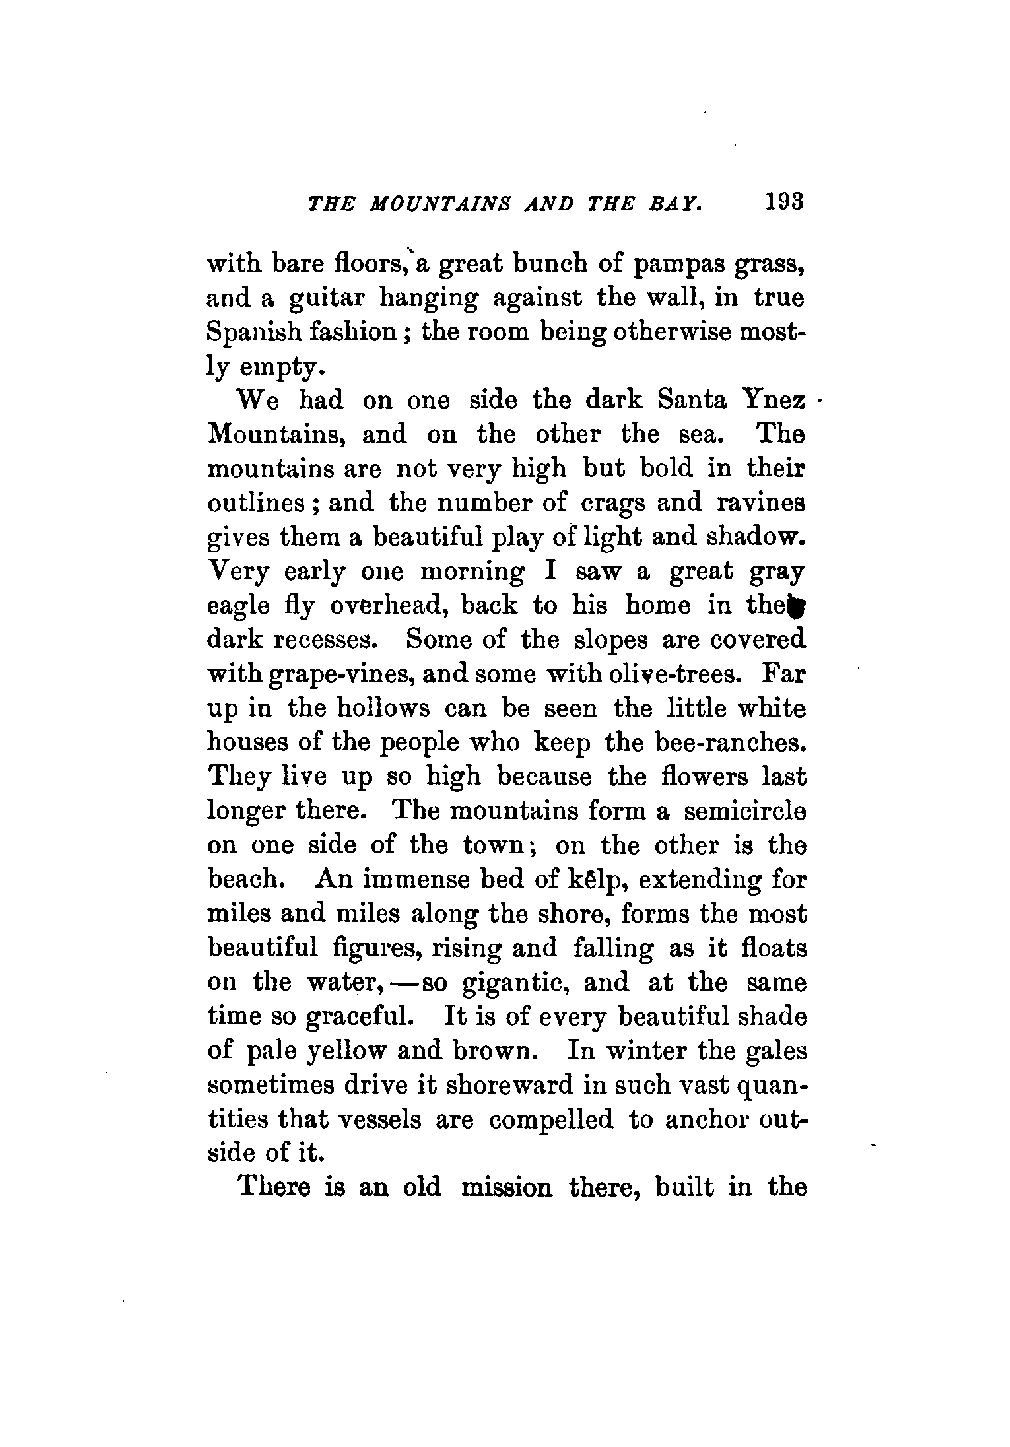 THE MOUNTAINS AND THE BAY. 193
with bare floors, a great bunch of pampas grass,
and a guitar hanging against the wall, in true
Spanish fashion; the room being otherwise most-
ly empty.
We had on one side the dark Santa Ynez
Mountains, and on the other the sea. The
mountains are not very high but bold in their
outlines; and the number of crags and ravines
gives them a beautiful play of light and shadow.
Very early one morning I saw a great gray
eagle fly overhead, back to his home in the
dark recesses. Some of the slopes are covered
with grape-vines, and some with olive-trees. Far
up in the hollows can be seen the little white
houses of the people who keep the bee-ranches.
They live up so high because the flowers last
longer there. The mountains form a semicircle
on one side of the town; on the other is the
beach. An immense bed of kelp, extending for
miles and miles along the shore, forms the most
beautiful figures, rising and falling as it floats
on the water,—so gigantic, and at the same
time so graceful. It is of every beautiful shade
of pale yellow and brown. In winter the gales
sometimes drive it shoreward in such vast quan-
tities that vessels are compelled to anchor out-
side of it.
There is an old mission there, built in the